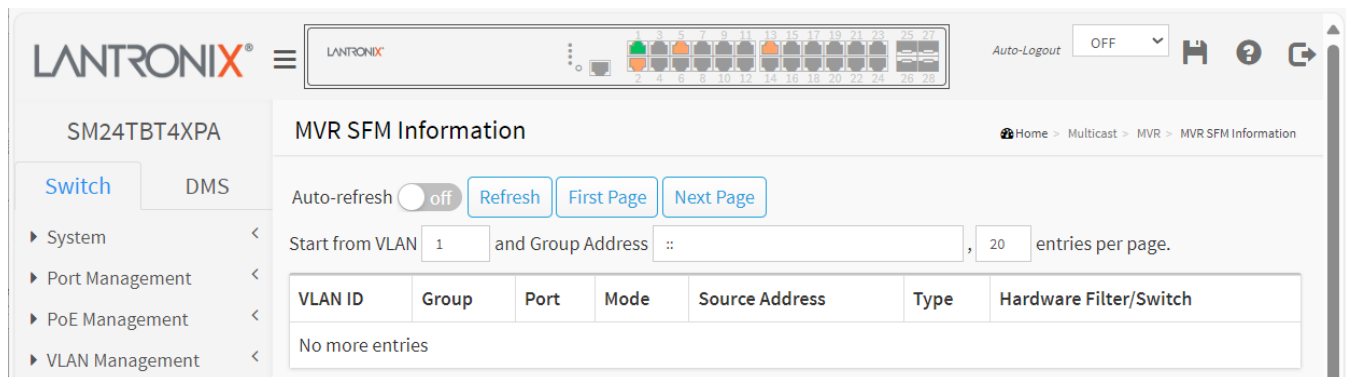 LANTRONIX®
LANTRONIX
1 3 5 7 9 11 13 15 17 19 21 23 25 27
2 4 6 8 10 12 14 16 18 20 22 24 26 28
Auto-Logout OFF
SM24TBT4XPA
MVR SFM Information
Home > Multicast > MVR > MVR SFM Information
Switch DMS
Auto-refresh off Refresh First Page Next Page
System
Start from VLAN 1 and Group Address :: , 20 entries per page.
Port Management
VLAN ID Group Port Mode Source Address Type Hardware Filter/Switch
PoE Management
No more entries
VLAN Management